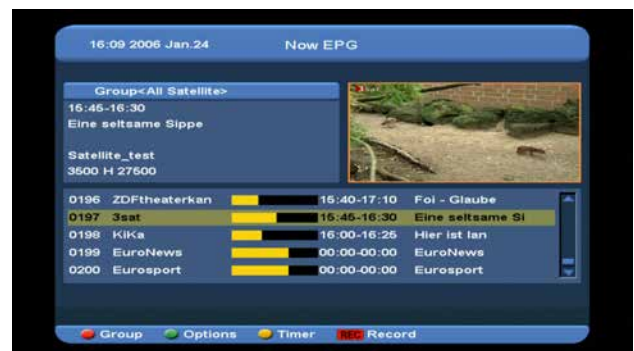 16:09 2006 Jan.24 Now EPG
Group<All Satellite>
15:45-16:30
Eine seltsame Sippe
Satellite_test
3500 H 27500
3sat
0196 ZDFtheaterkan 15:40-17:10 Foi - Glaube
0197 3sat 15:45-16:30 Eine seltsame Si
0198 KiKa 16:00-16:25 Hier ist Ian
0199 EuroNews 00:00-00:00 EuroNews
0200 Eurosport 00:00-00:00 Eurosport
Group Options Timer REC Record